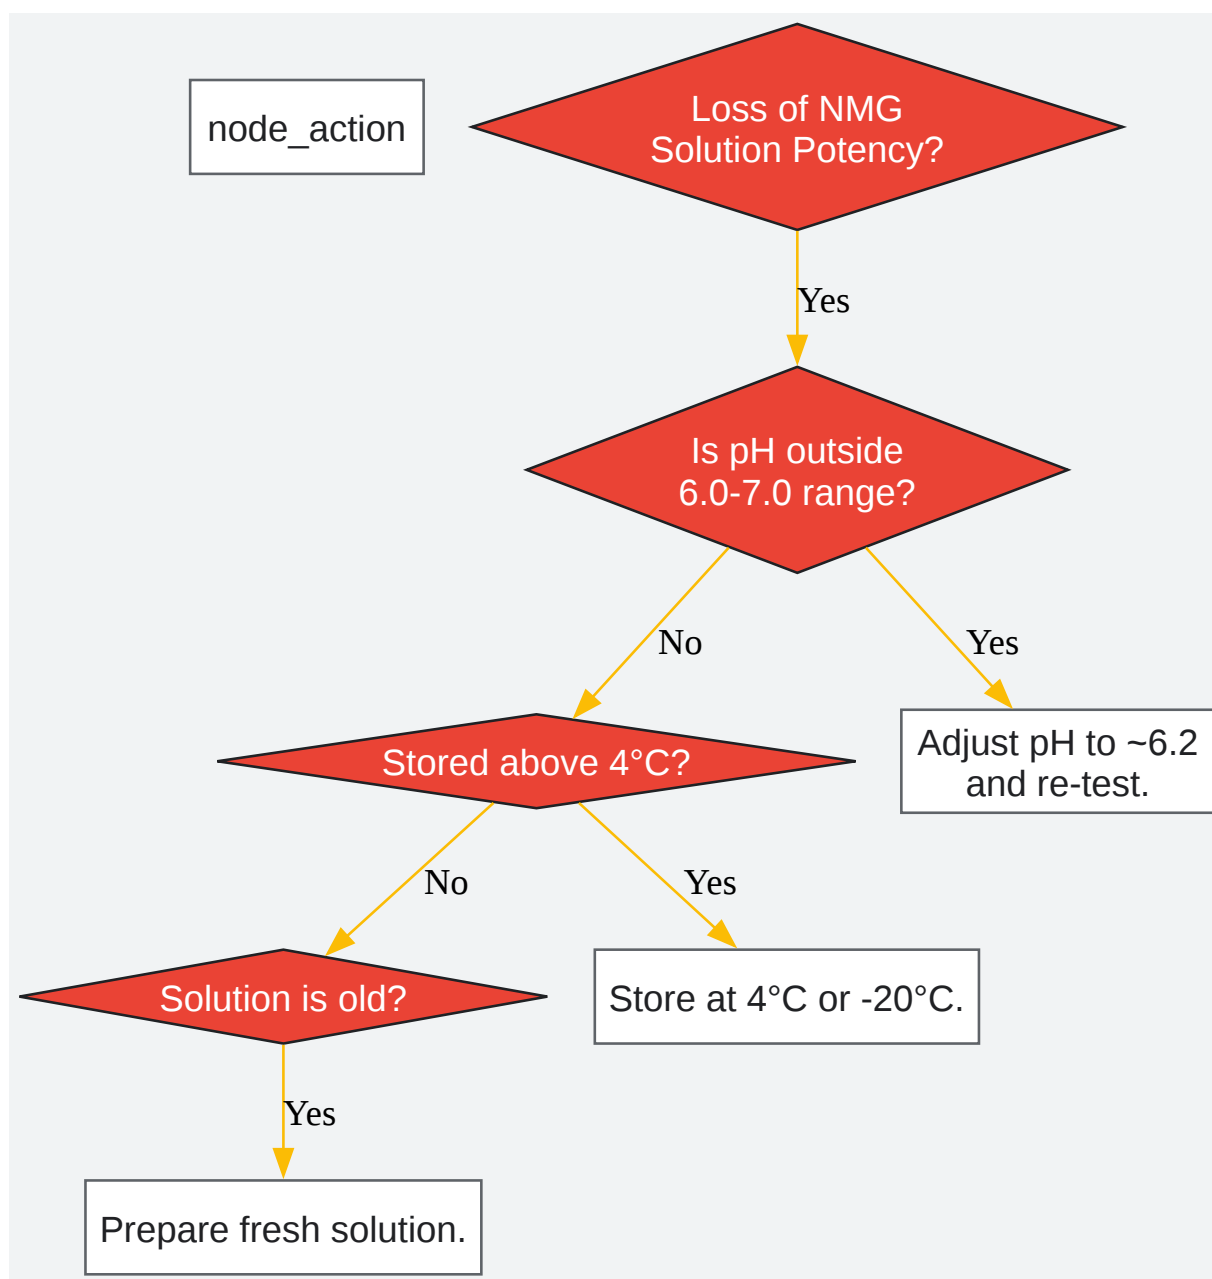 node_action
Loss of NMG
Solution Potency?
Yes
Is pH outside
6.0-7.0 range?
No
Yes
Stored above 4°C?
Adjust pH to ~6.2
and re-test.
No
Yes
Solution is old?
Store at 4°C or -20°C.
Yes
Prepare fresh solution.